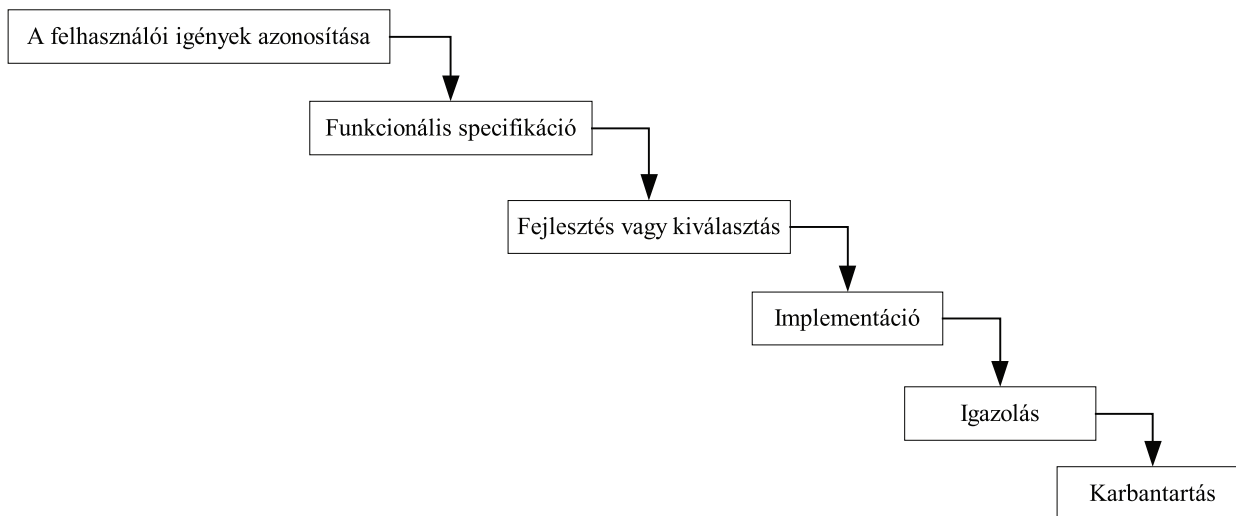 A felhasználói igények azonosítása
Funkcionális specifikáció
Fejlesztés vagy kiválasztás
Implementáció
Igazolás
Karbantartás